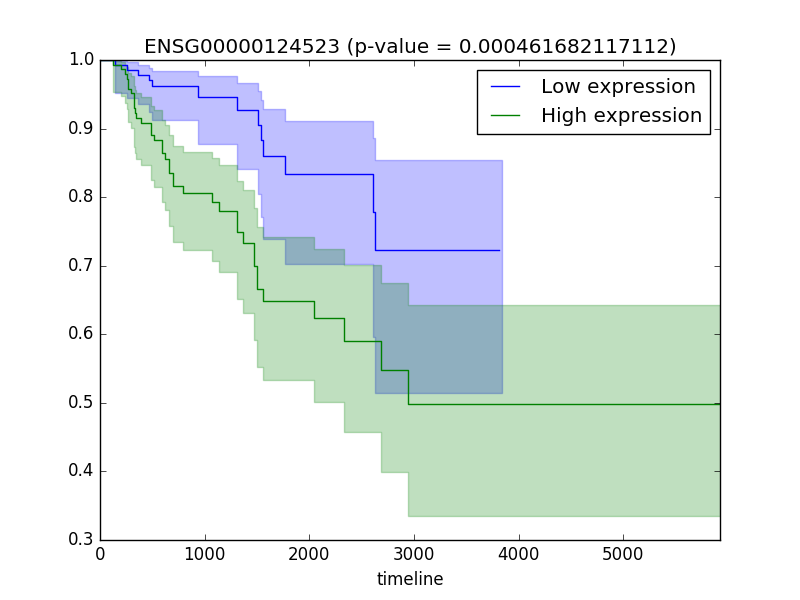 ENSG00000124523 (p-value = 0.000461682117112)
Low expression
High expression
1.0
0.9
0.8
0.7
0.6
0.5
0.4
0.3
0 1000 2000 3000 4000 5000
timeline